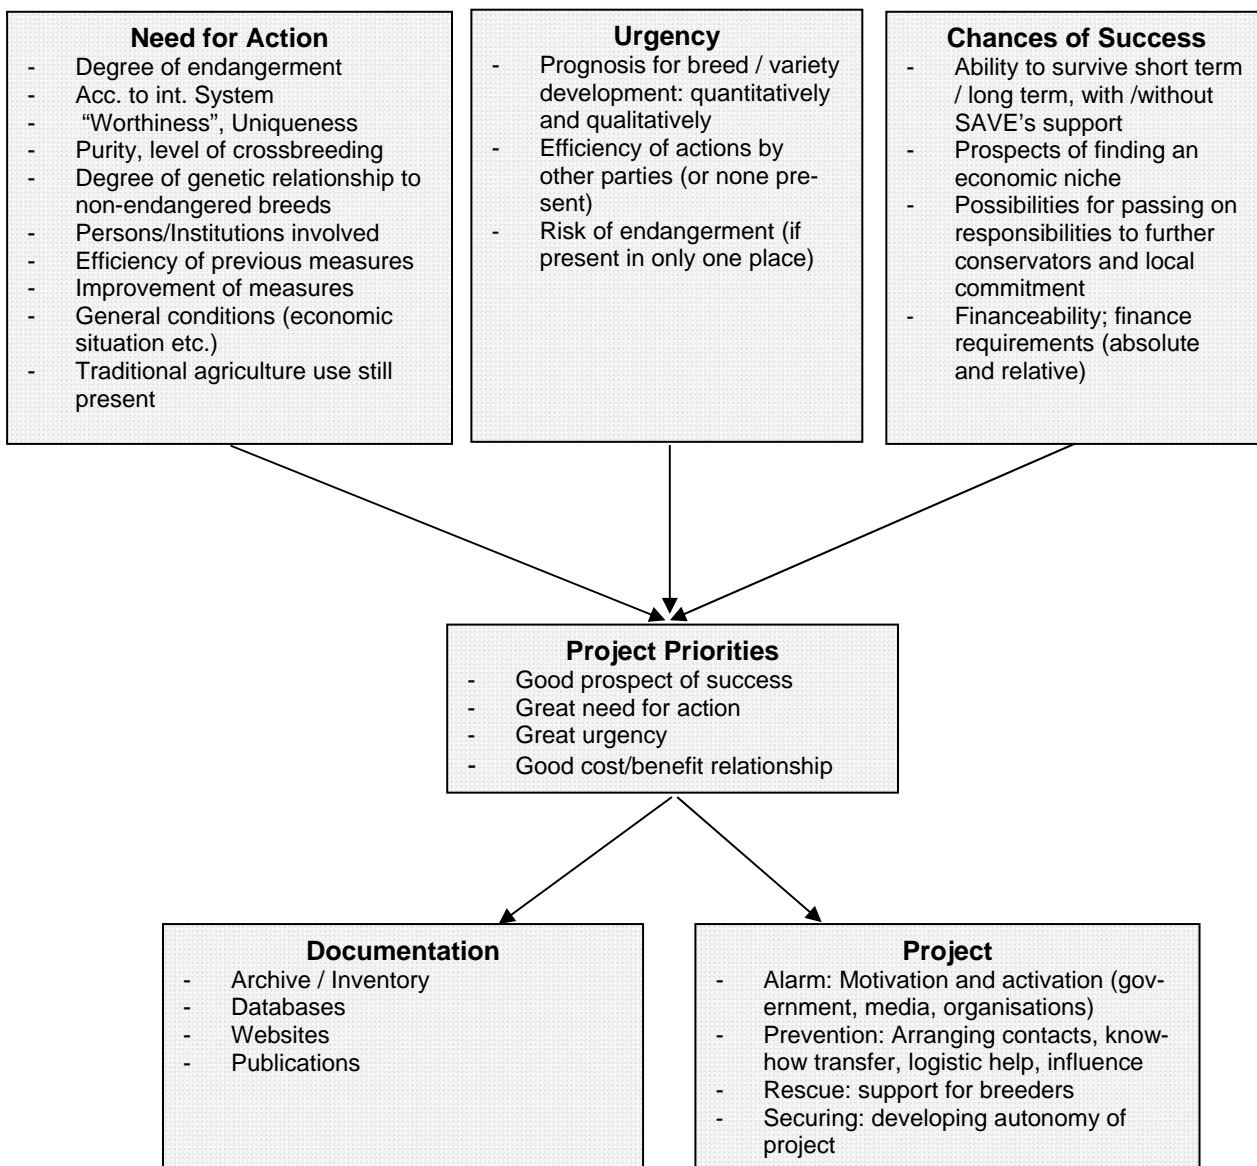 Need for Action
- Degree of endangerment
- Acc. to int. System
- “Worthiness”, Uniqueness
- Purity, level of crossbreeding
- Degree of genetic relationship to
non-endangered breeds
- Persons/Institutions involved
- Efficiency of previous measures
- Improvement of measures
- General conditions (economic
situation etc.)
- Traditional agriculture use still
present
Urgency
- Prognosis for breed / variety
development: quantitatively
and qualitatively
- Efficiency of actions by
other parties (or none pre-
sent)
- Risk of endangerment (if
present in only one place)
Chances of Success
- Ability to survive short term
/ long term, with /without
SAVE’s support
- Prospects of finding an
economic niche
- Possibilities for passing on
responsibilities to further
conservators and local
commitment
- Financeability; finance
requirements (absolute
and relative)
Project Priorities
- Good prospect of success
- Great need for action
- Great urgency
- Good cost/benefit relationship
Documentation
- Archive / Inventory
- Databases
- Websites
- Publications
Project
- Alarm: Motivation and activation (gov-
ernment, media, organisations)
- Prevention: Arranging contacts, know-
how transfer, logistic help, influence
- Rescue: support for breeders
- Securing: developing autonomy of
project